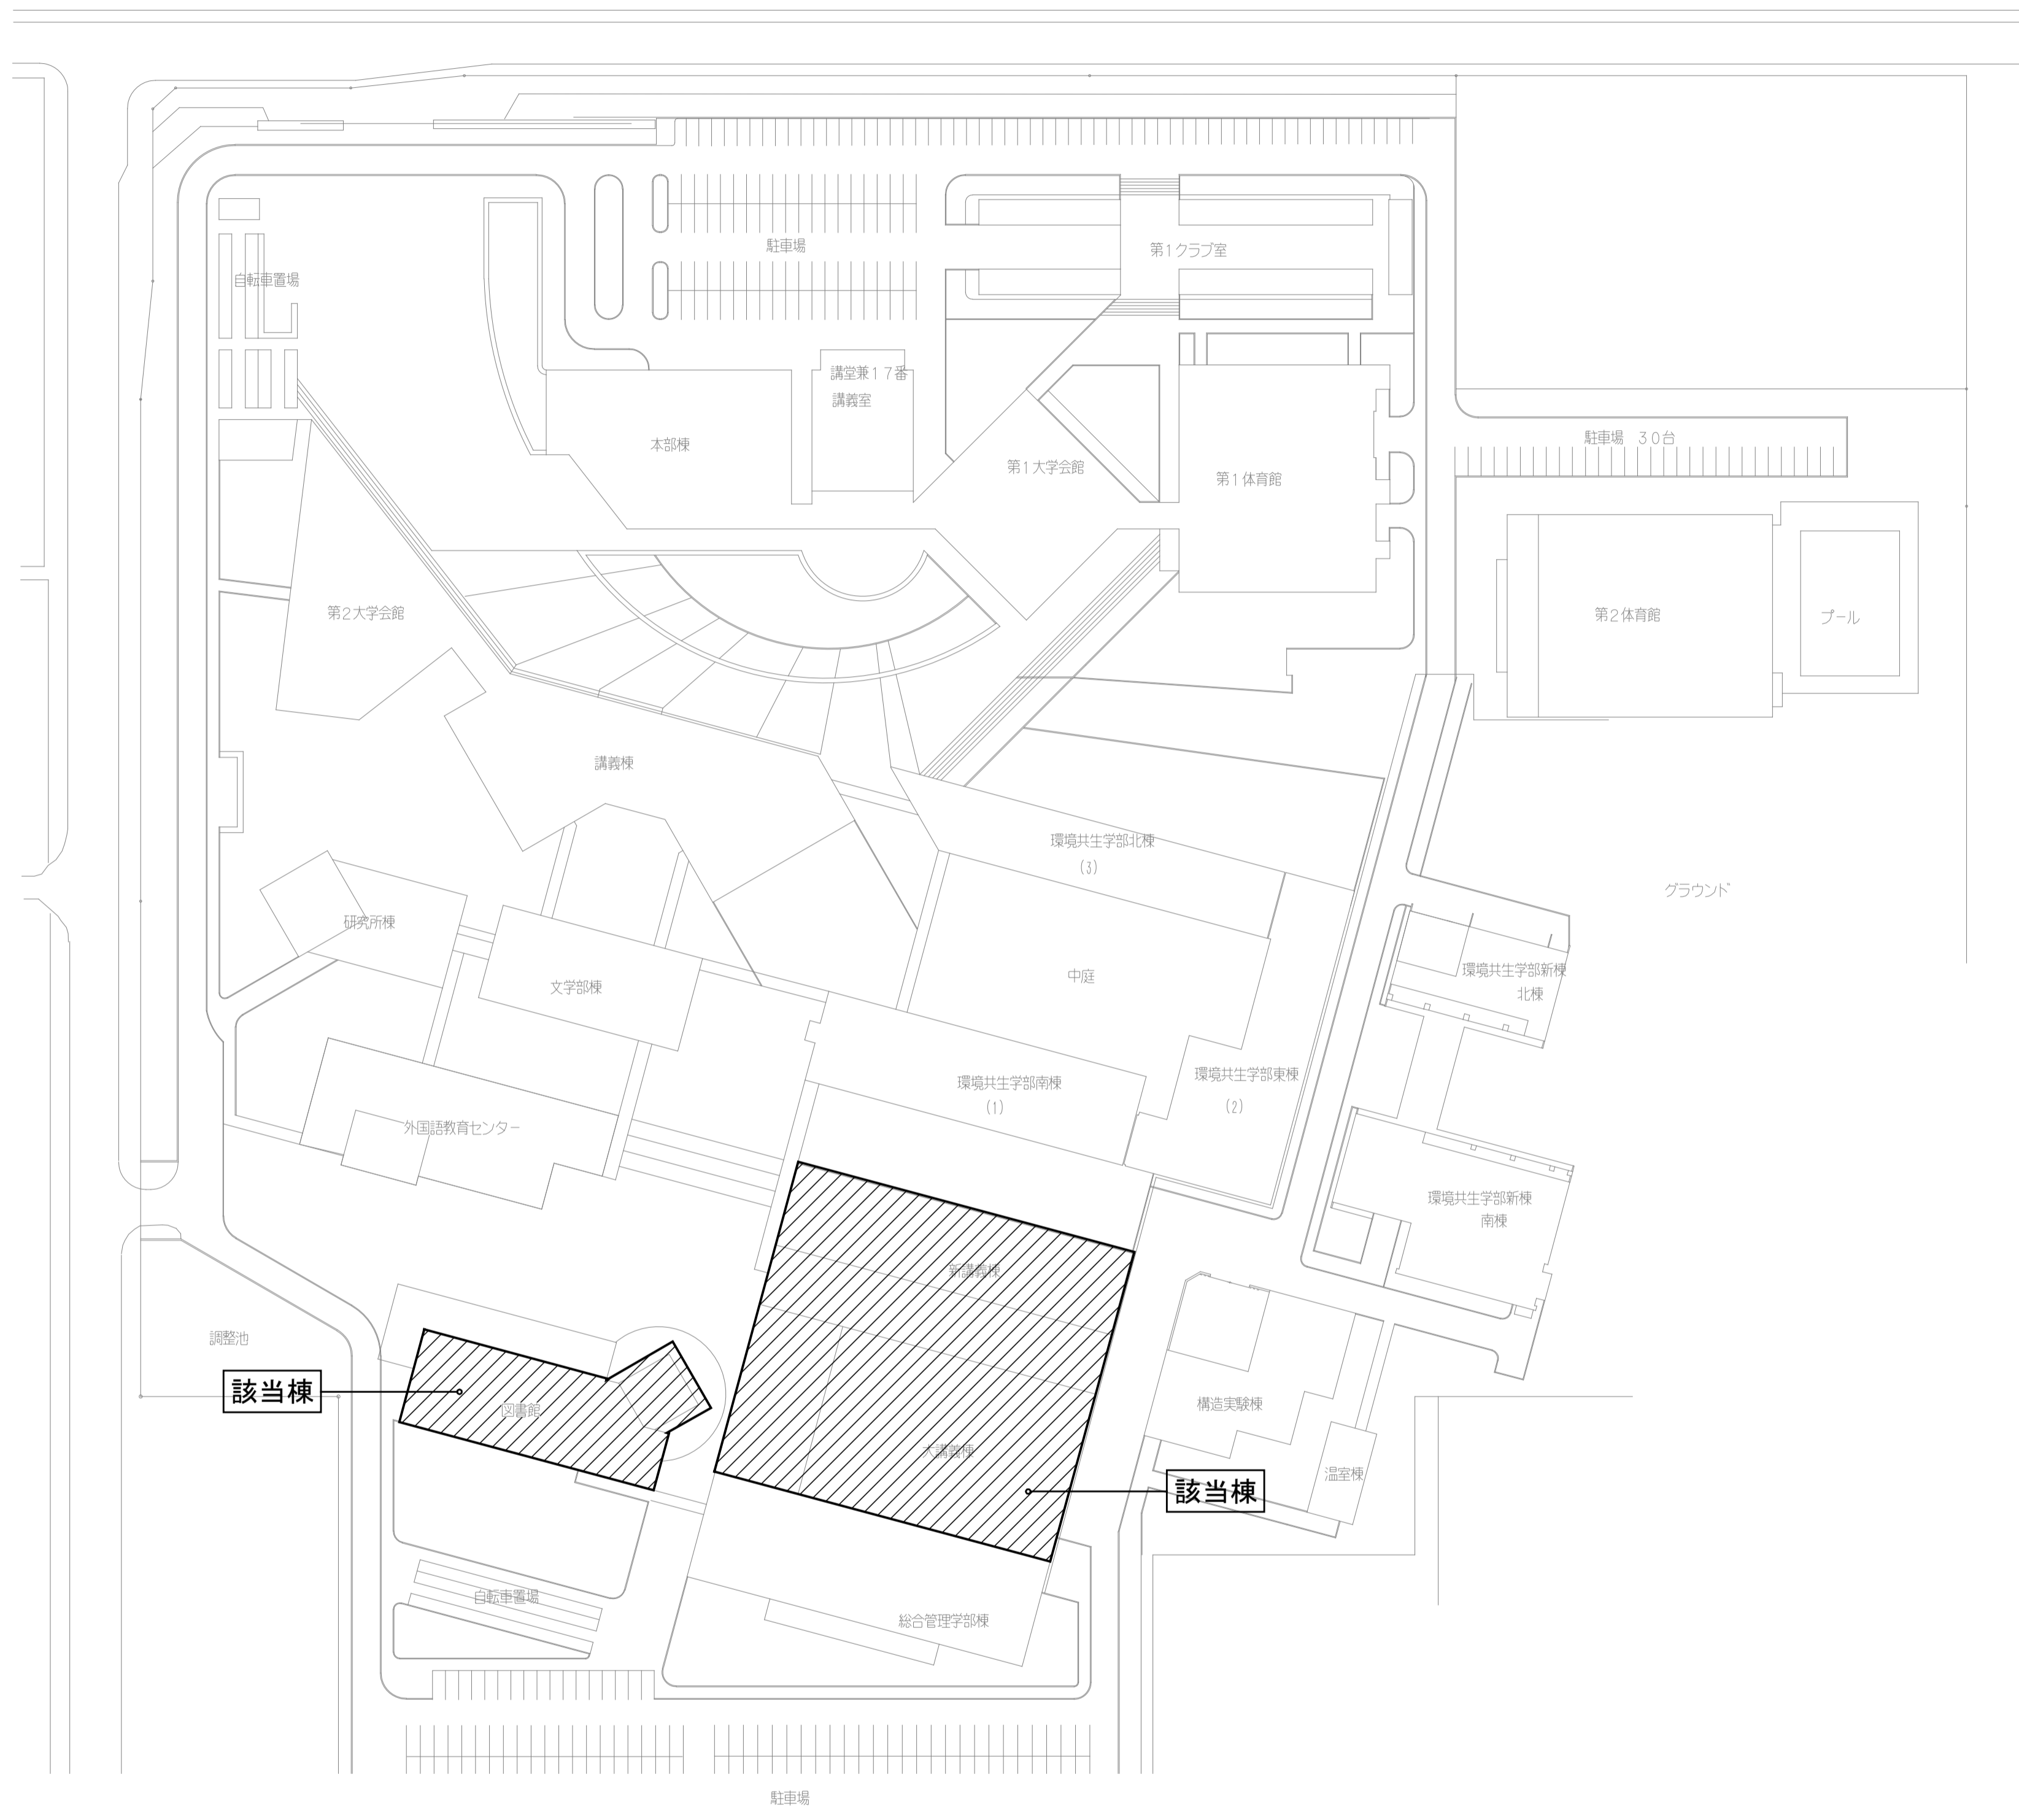 駐車場
第1クラブ室
自転車置場
講堂兼17番
講義室
本部棟
第1大学会館
第1体育館
駐車場 30台
第2大学会館
第2体育館
プール
講義棟
環境共生学部北棟
(3)
グラウンド
研究所棟
文学部棟
中庭
環境共生学部新棟
北棟
環境共生学部南棟
(1)
環境共生学部東棟
(2)
外国語教育センター
環境共生学部新棟
南棟
新講義棟
調整池
該当棟
図書館
構造実験棟
大講義棟
温室棟
該当棟
自転車置場
総合管理学部棟
駐車場